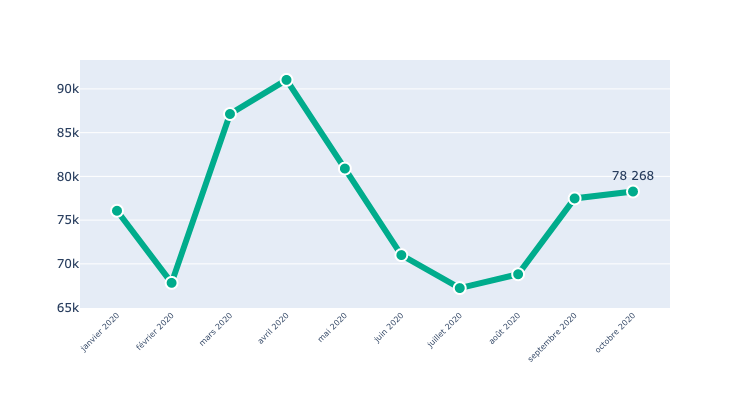 90k
85k
80k
75k
70k
65k
78 268
janvier 2020
février 2020
mars 2020
avril 2020
mai 2020
juin 2020
juillet 2020
août 2020
septembre 2020
octobre 2020